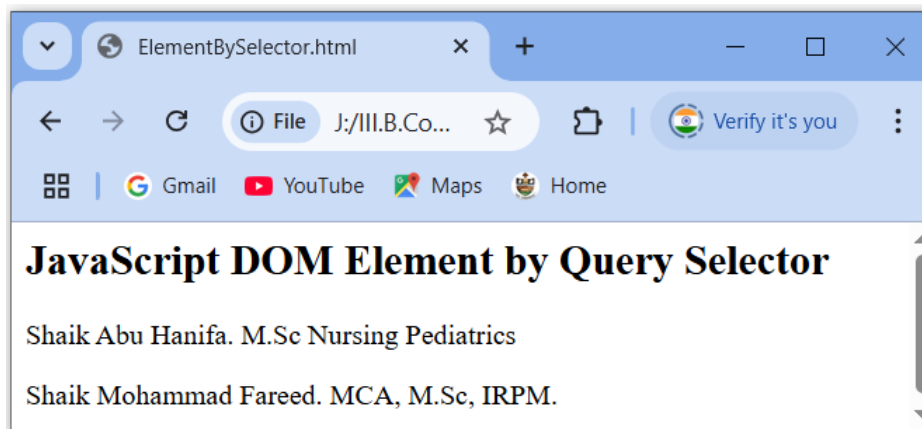 ElementBySelector.html
File J:/III.B.Co... Verify it's you
Gmail YouTube Maps Home
JavaScript DOM Element by Query Selector
Shaik Abu Hanifa. M.Sc Nursing Pediatrics
Shaik Mohammad Fareed. MCA, M.Sc, IRPM.